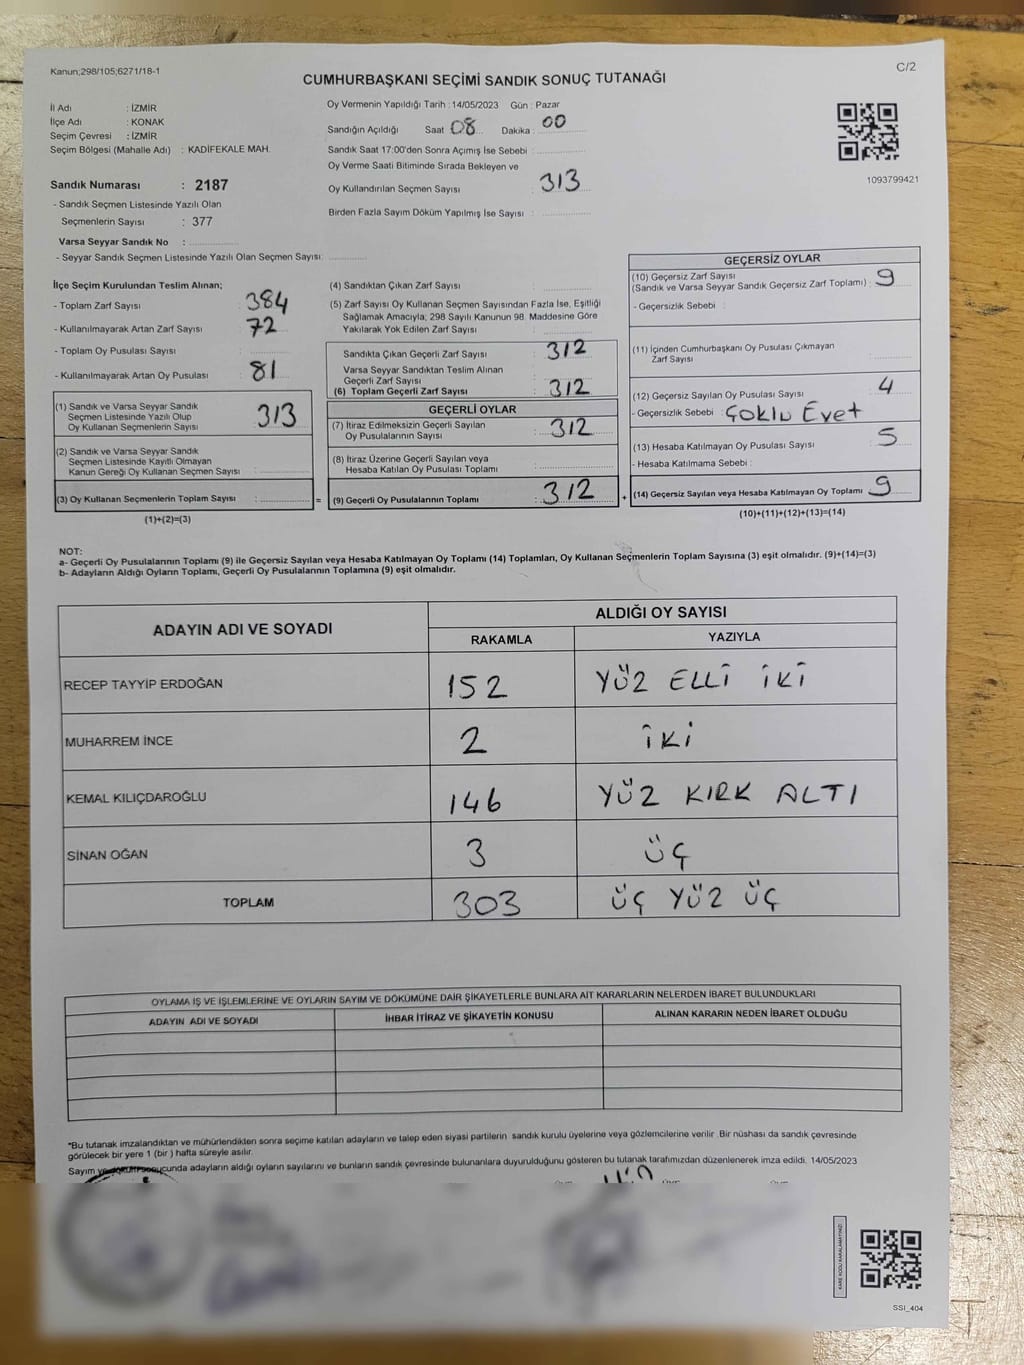 Kanun;298/105;6271/18-1
C/2
CUMHURBAŞKANI SEÇİMİ SANDIK SONUÇ TUTANAĞI
İl Adı : İZMİR
İlçe Adı : KONAK
Seçim Çevresi : İZMİR
Seçim Bölgesi (Mahalle Adı) : KADİFEKALE MAH.
Sandık Numarası : 2187
- Sandık Seçmen Listesinde Yazılı Olan
Seçmenlerin Sayısı : 377
Varsa Seyyar Sandık No :
- Seyyar Sandık Seçmen Listesinde Yazılı Olan Seçmen Sayısı:
Oy Vermenin Yapıldığı Tarih : 14/05/2023 Gün : Pazar
Sandığın Açıldığı Saat 08 Dakika : 00
Sandık Saat 17:00'den Sonra Açımış İse Sebebi :
Oy Verme Saati Bitiminde Sırada Bekleyen ve
Oy Kullandırılan Seçmen Sayısı : 313
Birden Fazla Sayım Döküm Yapılmış İse Sayısı :
1093799421
İlçe Seçim Kurulundan Teslim Alınan;
- Toplam Zarf Sayısı : 384
- Kullanılmayarak Artan Zarf Sayısı : 72
- Toplam Oy Pusulası Sayısı :
- Kullanılmayarak Artan Oy Pusulası : 81
(1) Sandık ve Varsa Seyyar Sandık
Seçmen Listesinde Yazılı Olup
Oy Kullanan Seçmenlerin Sayısı : 313
(2) Sandık ve Varsa Seyyar Sandık
Seçmen Listesinde Kayıtlı Olmayan
Kanun Gereği Oy Kullanan Seçmen Sayısı :
(3) Oy Kullanan Seçmenlerin Toplam Sayısı : =
(1)+(2)=(3)
(4) Sandıktan Çıkan Zarf Sayısı :
(5) Zarf Sayısı Oy Kullanan Seçmen Sayısından Fazla İse, Eşitliği
Sağlamak Amacıyla; 298 Sayılı Kanunun 98. Maddesine Göre
Yakılarak Yok Edilen Zarf Sayısı :
Sandıkta Çıkan Geçerli Zarf Sayısı : 312
Varsa Seyyar Sandıktan Teslim Alınan
Geçerli Zarf Sayısı :
(6) Toplam Geçerli Zarf Sayısı : 312
GEÇERLİ OYLAR
(7) İtiraz Edilmeksizin Geçerli Sayılan
Oy Pusulalarının Sayısı : 312
(8) İtiraz Üzerine Geçerli Sayılan veya
Hesaba Katılan Oy Pusulası Toplamı :
(9) Geçerli Oy Pusulalarının Toplamı : 312 +
GEÇERSİZ OYLAR
(10) Geçersiz Zarf Sayısı
(Sandık ve Varsa Seyyar Sandık Geçersiz Zarf Toplamı) : 9
- Geçersizlik Sebebi :
(11) İçinden Cumhurbaşkanı Oy Pusulası Çıkmayan
Zarf Sayısı :
(12) Geçersiz Sayılan Oy Pusulası Sayısı : 4
- Geçersizlik Sebebi : Çoklu Evet
(13) Hesaba Katılmayan Oy Pusulası Sayısı : 5
- Hesaba Katılmama Sebebi :
(14) Geçersiz Sayılan veya Hesaba Katılmayan Oy Toplamı : 9
(10)+(11)+(12)+(13)=(14)
NOT:
a- Geçerli Oy Pusulalarının Toplamı (9) ile Geçersiz Sayılan veya Hesaba Katılmayan Oy Toplamı (14) Toplamları, Oy Kullanan Seçmenlerin Toplam Sayısına (3) eşit olmalıdır. (9)+(14)=(3)
b- Adayların Aldığı Oyların Toplamı, Geçerli Oy Pusulalarının Toplamına (9) eşit olmalıdır.
ADAYIN ADI VE SOYADI
ALDIĞI OY SAYISI
RAKAMLA YAZIYLA
RECEP TAYYİP ERDOĞAN 152 YÜZ ELLİ İKİ
MUHARREM İNCE 2 İKİ
KEMAL KILIÇDAROĞLU 146 YÜZ KIRK ALTI
SİNAN OĞAN 3 ÜÇ
TOPLAM 303 ÜÇ YÜZ ÜÇ
OYLAMA İŞ VE İŞLEMLERİNE VE OYLARIN SAYIM VE DÖKÜMÜNE DAİR ŞİKAYETLERLE BUNLARA AİT KARARLARIN NELERDEN İBARET BULUNDUKLARI
ADAYIN ADI VE SOYADI İHBAR İTİRAZ VE ŞİKAYETİN KONUSU ALINAN KARARIN NEDEN İBARET OLDUĞU
*Bu tutanak imzalandıktan ve mühürlendikten sonra seçime katılan adayların ve talep eden siyasi partilerin sandık kurulu üyelerine veya gözlemcilerine verilir .Bir nüshası da sandık çevresinde
görülecek bir yere 1 (bir ) hafta süreyle asılır.
Sayım ve döküm sonucunda adayların aldığı oyların sayılarını ve bunların sandık çevresinde bulunanlara duyurulduğunu gösteren bu tutanak tarafımızdan düzenlenerek imza edildi. 14/05/2023
SSI_404